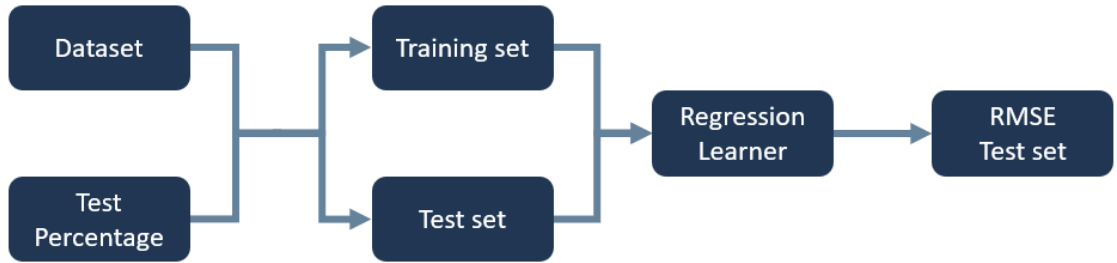 Dataset
Test
Percentage
Training set
Test set
Regression
Learner
RMSE
Test set